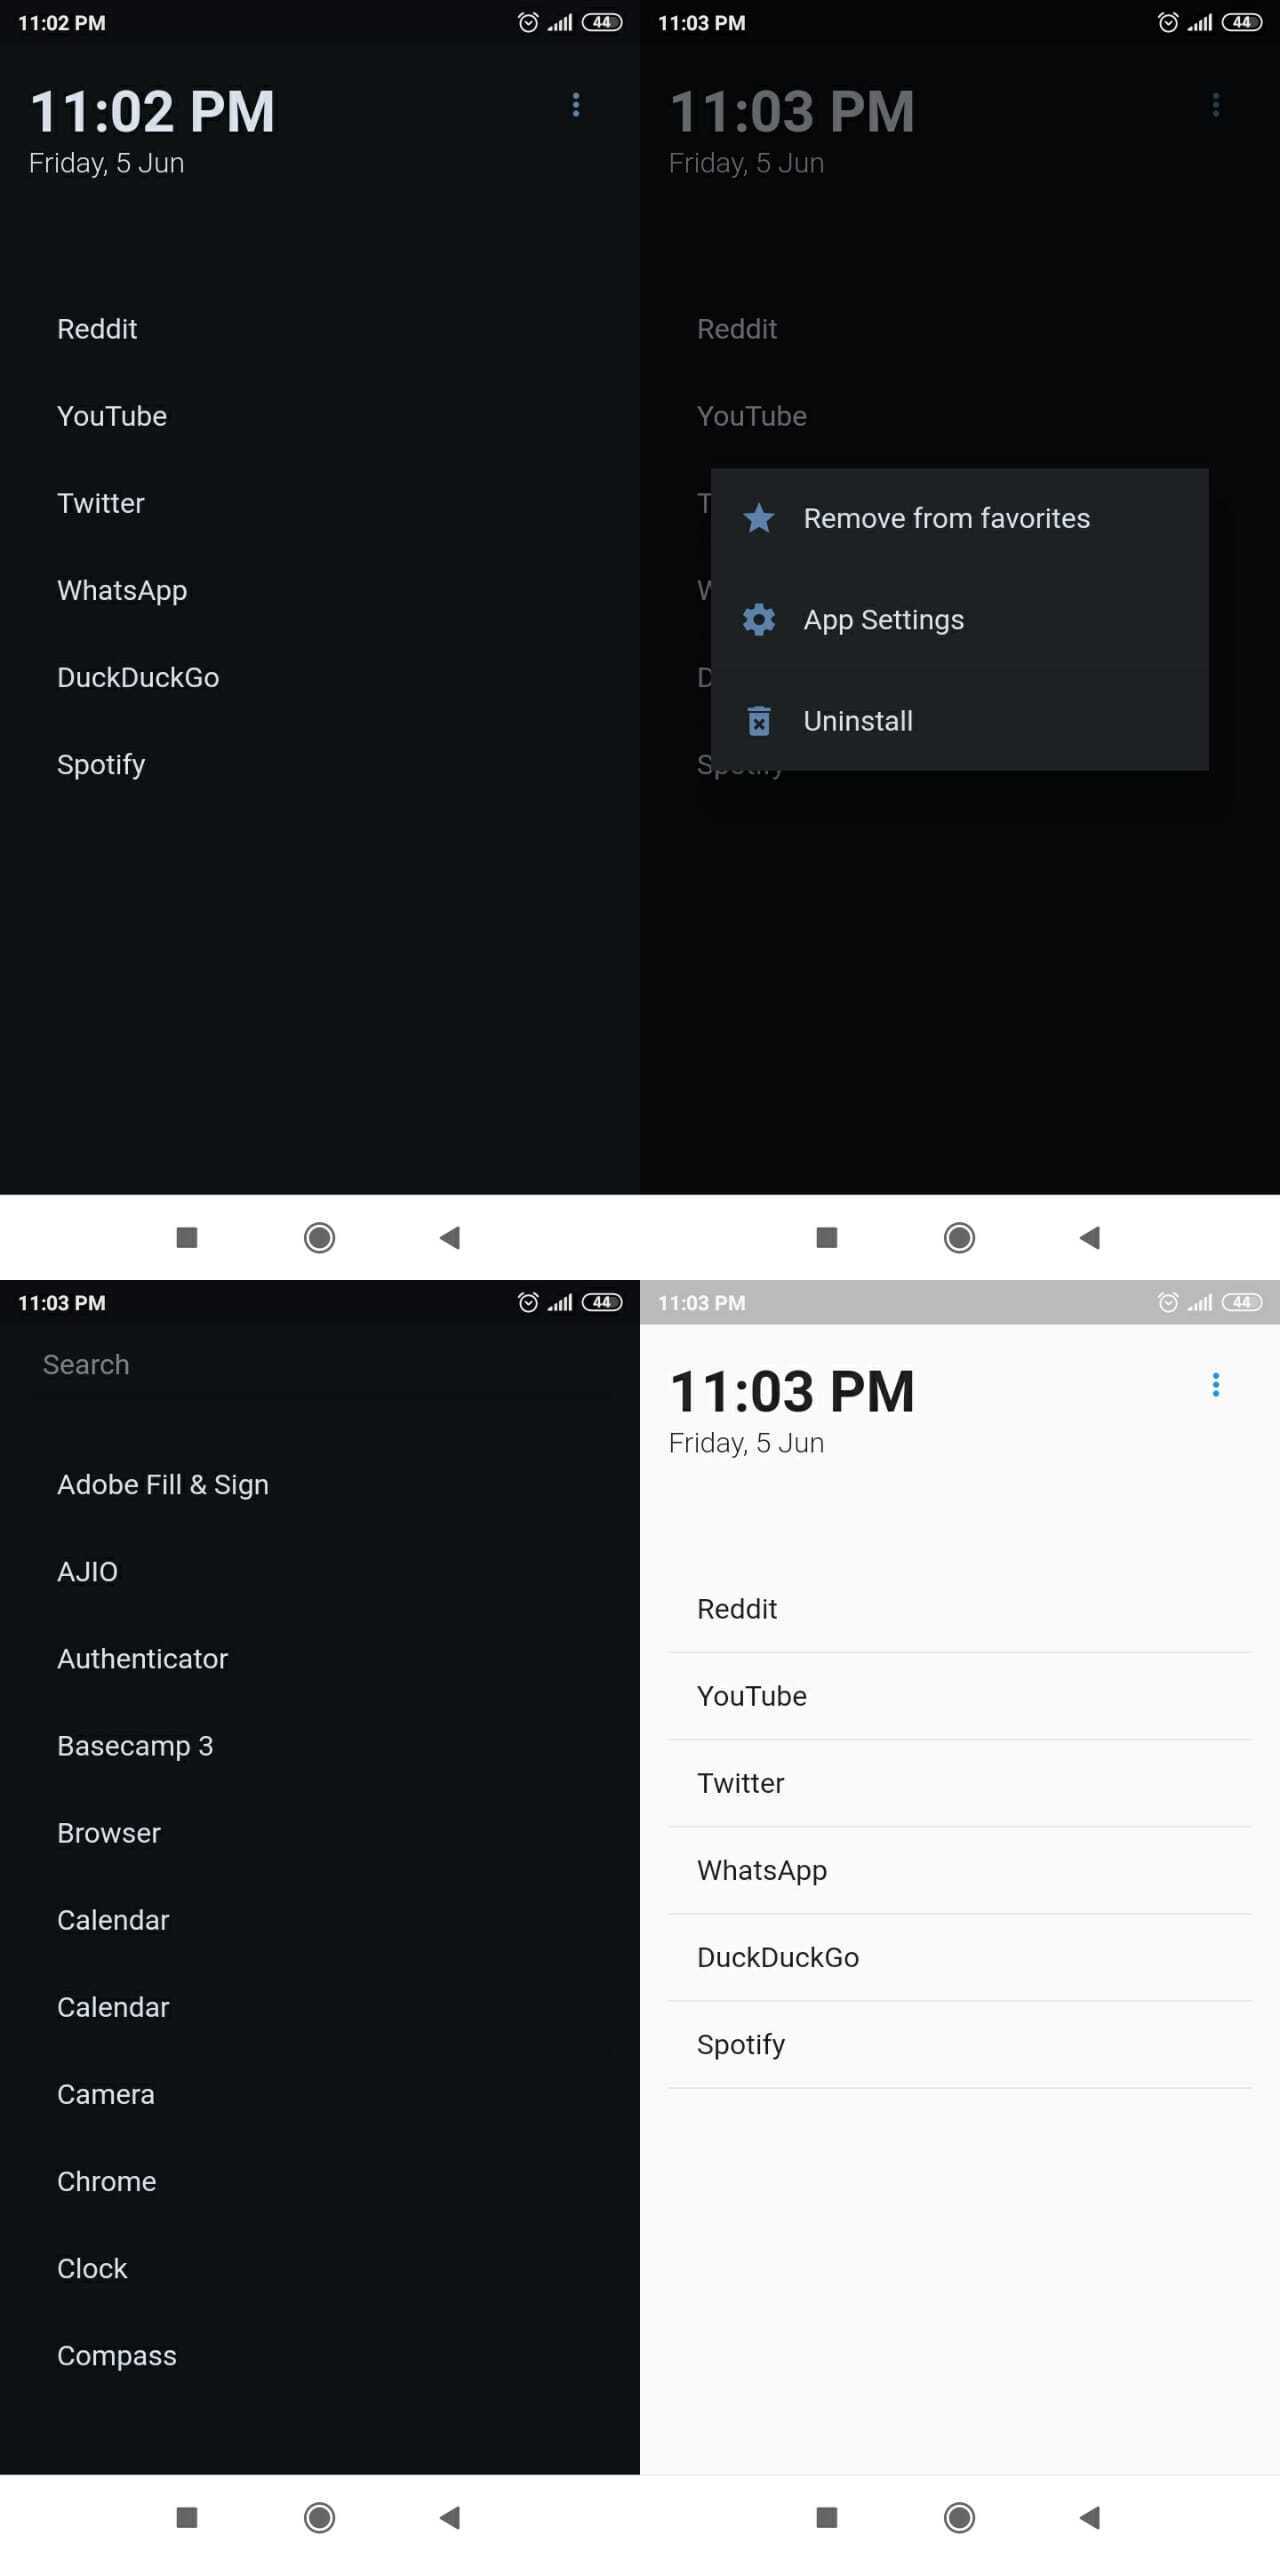 11:02 PM
44
11:02 PM
Friday, 5 Jun
Reddit
YouTube
Twitter
WhatsApp
DuckDuckGo
Spotify
11:03 PM
44
11:03 PM
Friday, 5 Jun
Reddit
YouTube
Remove from favorites
App Settings
Uninstall
Spotify
11:03 PM
44
Search
Adobe Fill & Sign
AJIO
Authenticator
Basecamp 3
Browser
Calendar
Calendar
Camera
Chrome
Clock
Compass
11:03 PM
44
11:03 PM
Friday, 5 Jun
Reddit
YouTube
Twitter
WhatsApp
DuckDuckGo
Spotify